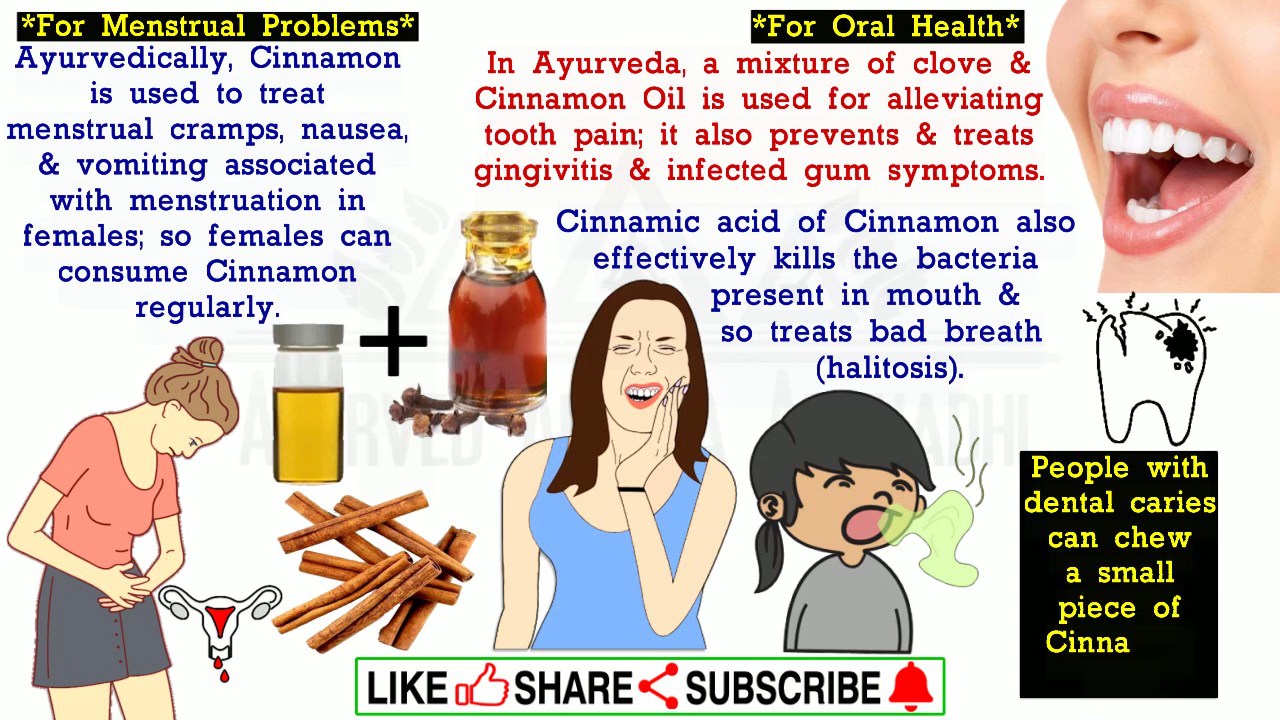 *For Menstrual Problems*
Ayurvedically, Cinnamon
is used to treat
menstrual cramps, nausea,
& vomiting associated
with menstruation in
females; so females can
consume Cinnamon
regularly.
*For Oral Health*
In Ayurveda, a mixture of clove &
Cinnamon Oil is used for alleviating
tooth pain; it also prevents & treats
gingivitis & infected gum symptoms.
Cinnamic acid of Cinnamon also
effectively kills the bacteria
present in mouth &
so treats bad breath
(halitosis).
People with
dental caries
can chew
a small
piece of
Cinna
LIKE SHARE SUBSCRIBE